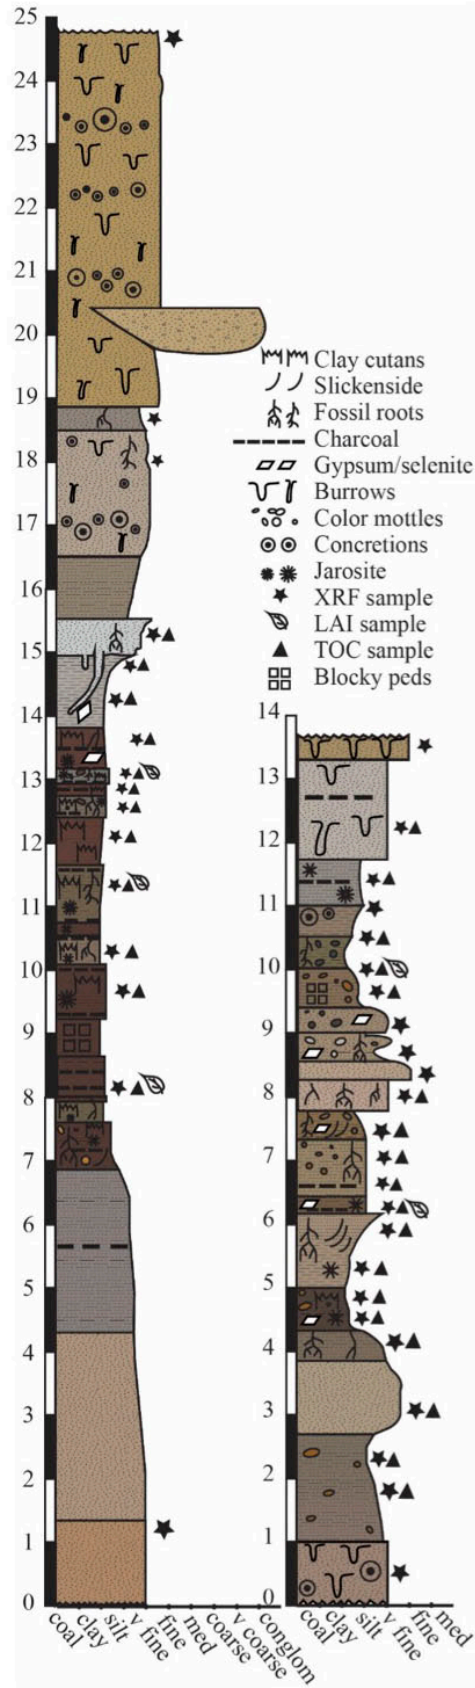 25
24
23
22
21
20
19
18
17
16
15
14
13
12
11
10
9
8
7
6
5
4
3
2
1
0
coal
clay
silt
v fine
fine
med
coarse
v coarse
conglom
Clay cutans
Slickenside
Fossil roots
Charcoal
Gypsum/selenite
Burrows
Color mottles
Concretions
Jarosite
XRF sample
LAI sample
TOC sample
Blocky peds
14
13
12
11
10
9
8
7
6
5
4
3
2
1
0
coal
clay
silt
v fine
fine
med